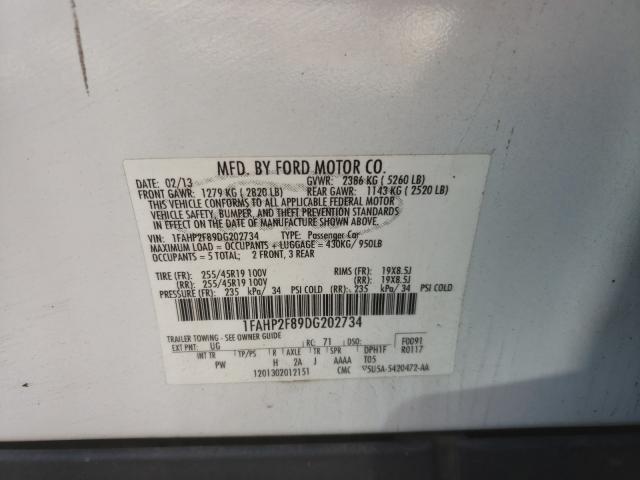 MFD. BY FORD MOTOR CO.
DATE: 02/13 GVWR: 2386 KG ( 5260 LB)
FRONT GAWR: 1279 KG ( 2820 LB) REAR GAWR: 1143 KG ( 2520 LB)
THIS VEHICLE CONFORMS TO ALL APPLICABLE FEDERAL MOTOR
VEHICLE SAFETY, BUMPER, AND THEFT PREVENTION STANDARDS
IN EFFECT ON THE DATE OF MANUFACTURE SHOWN ABOVE.
VIN: 1FAHP2F89DG202734 TYPE: Passenger Car
MAXIMUM LOAD = OCCUPANTS + LUGGAGE = 430KG/ 950LB
OCCUPANTS = 5 TOTAL; 2 FRONT, 3 REAR
TIRE (FR): 255/45R19 100V RIMS (FR): 19X8.5J
(RR): 255/45R19 100V (RR): 19X8.5J
PRESSURE (FR): 235 kPa/ 34 PSI COLD (RR): 235 kPa/ 34 PSI COLD
1FAHP2F89DG202734
TRAILER TOWING - SEE OWNER GUIDE
EXT PNT: UG RC: 71 DSO: F0091
INT TR TP/PS R AXLE TR SPR DPH1F R0117
PW H 2A J AAAA T05
1201302012151 CMC 5U5A-5420472-AA